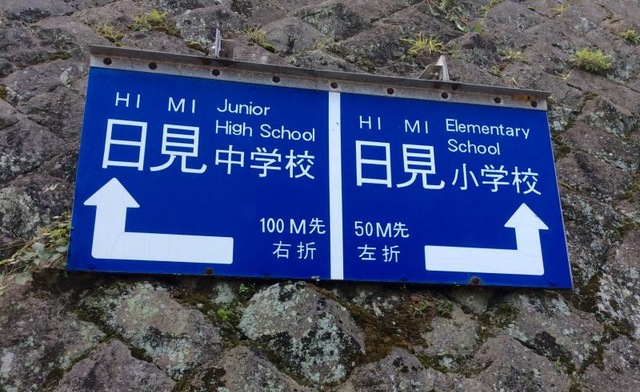 HI MI Junior High School
日見中学校
100M先
右折
HI MI Elementary School
日見小学校
50M先
左折